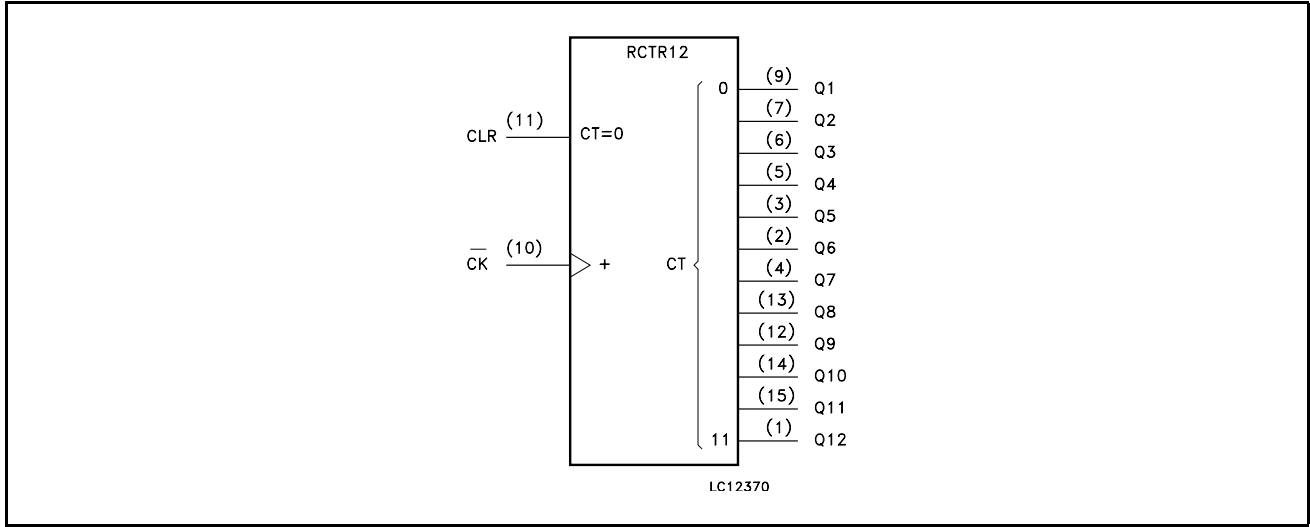 RCTR12
0 (9) Q1
(7) Q2
CLR (11) CT=0
(6) Q3
(5) Q4
(3) Q5
(2) Q6
C̅K̅ (10) + CT
(4) Q7
(13) Q8
(12) Q9
(14) Q10
(15) Q11
11 (1) Q12
LC12370